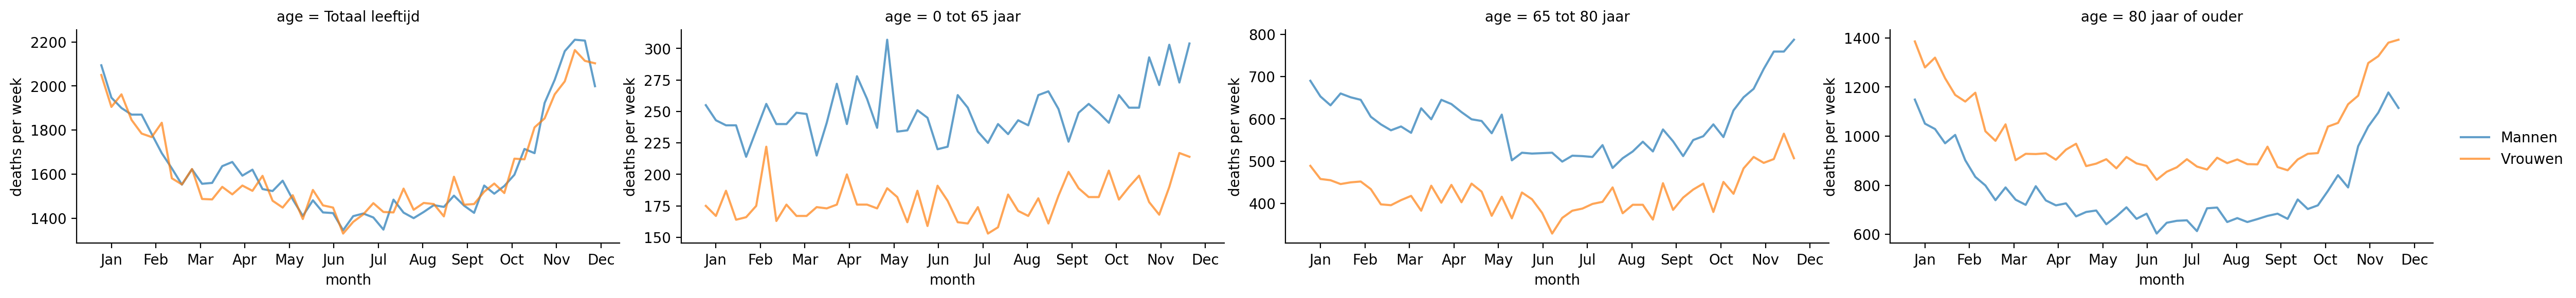 age = Totaal leeftijd
deaths per week
2200
2000
1800
1600
1400
Jan Feb Mar Apr May Jun Jul Aug Sept Oct Nov Dec
month
age = 0 tot 65 jaar
deaths per week
300
275
250
225
200
175
150
Jan Feb Mar Apr May Jun Jul Aug Sept Oct Nov Dec
month
age = 65 tot 80 jaar
deaths per week
800
700
600
500
400
Jan Feb Mar Apr May Jun Jul Aug Sept Oct Nov Dec
month
age = 80 jaar of ouder
deaths per week
1400
1200
1000
800
600
Jan Feb Mar Apr May Jun Jul Aug Sept Oct Nov Dec
month
Mannen
Vrouwen